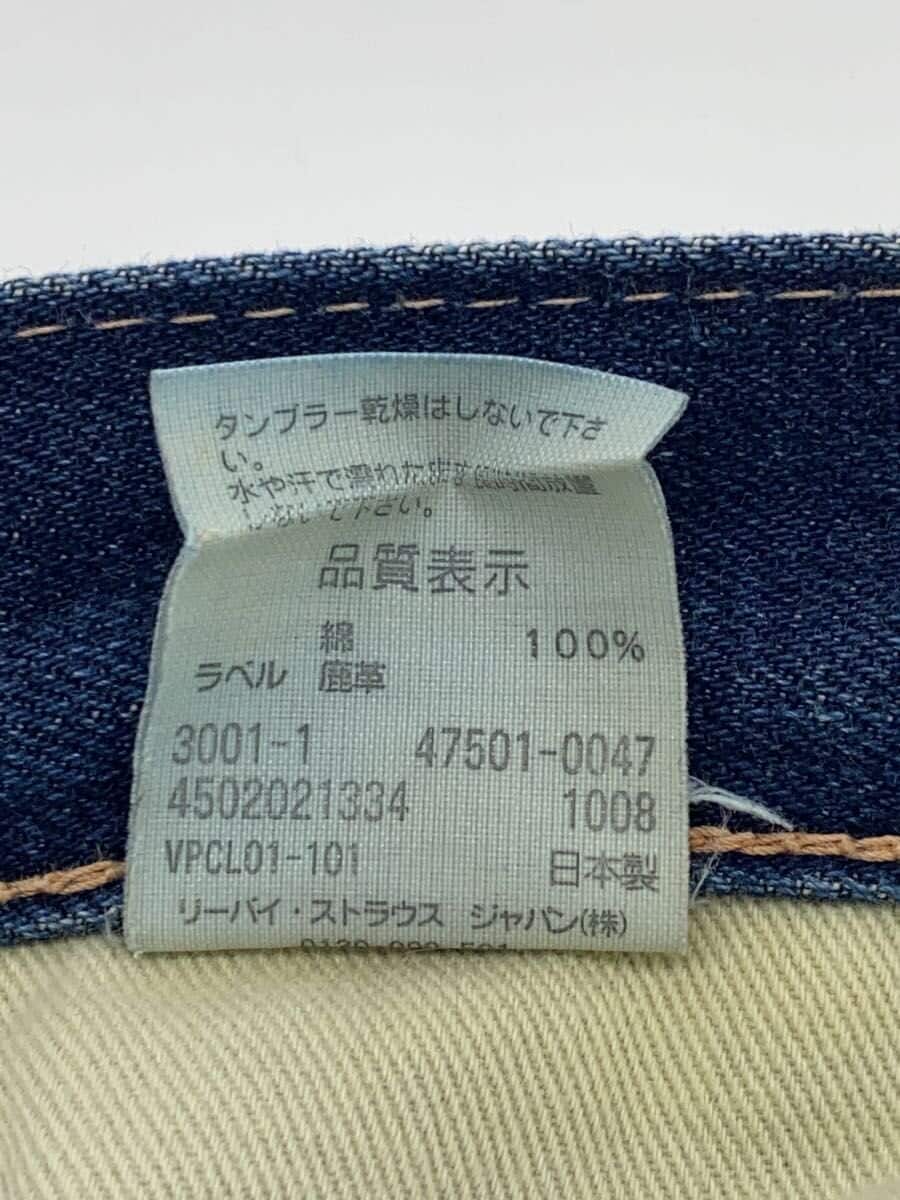 タンブラー乾燥はしないで下さ
い。
水や汗で濡れた 放置
しないで下さい。
品質表示
綿 100%
ラベル 鹿革
3001-1 47501-0047
4502021334 1008
VPCL01-101 日本製
リーバイ・ストラウス ジャパン(株)